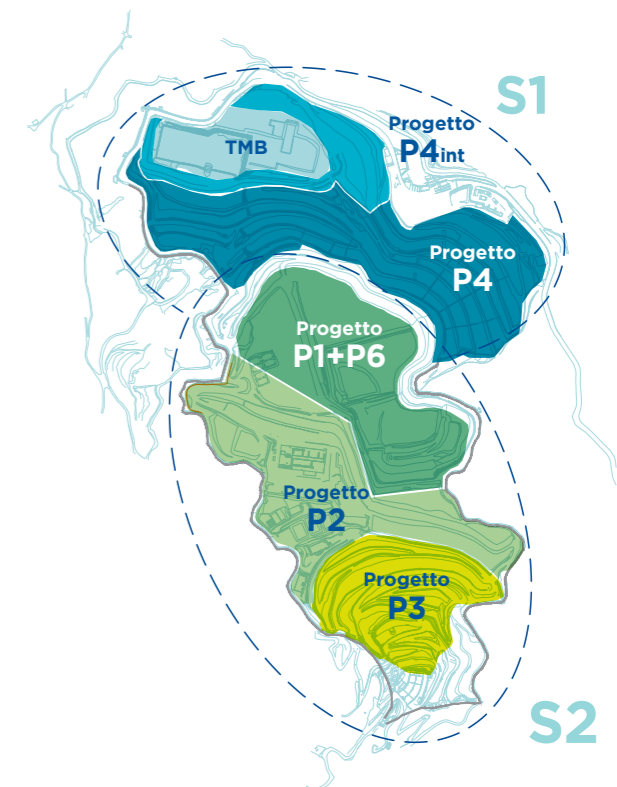 S1
Progetto
P4int
TMB
Progetto
P4
Progetto
P1+P6
Progetto
P2
Progetto
P3
S2